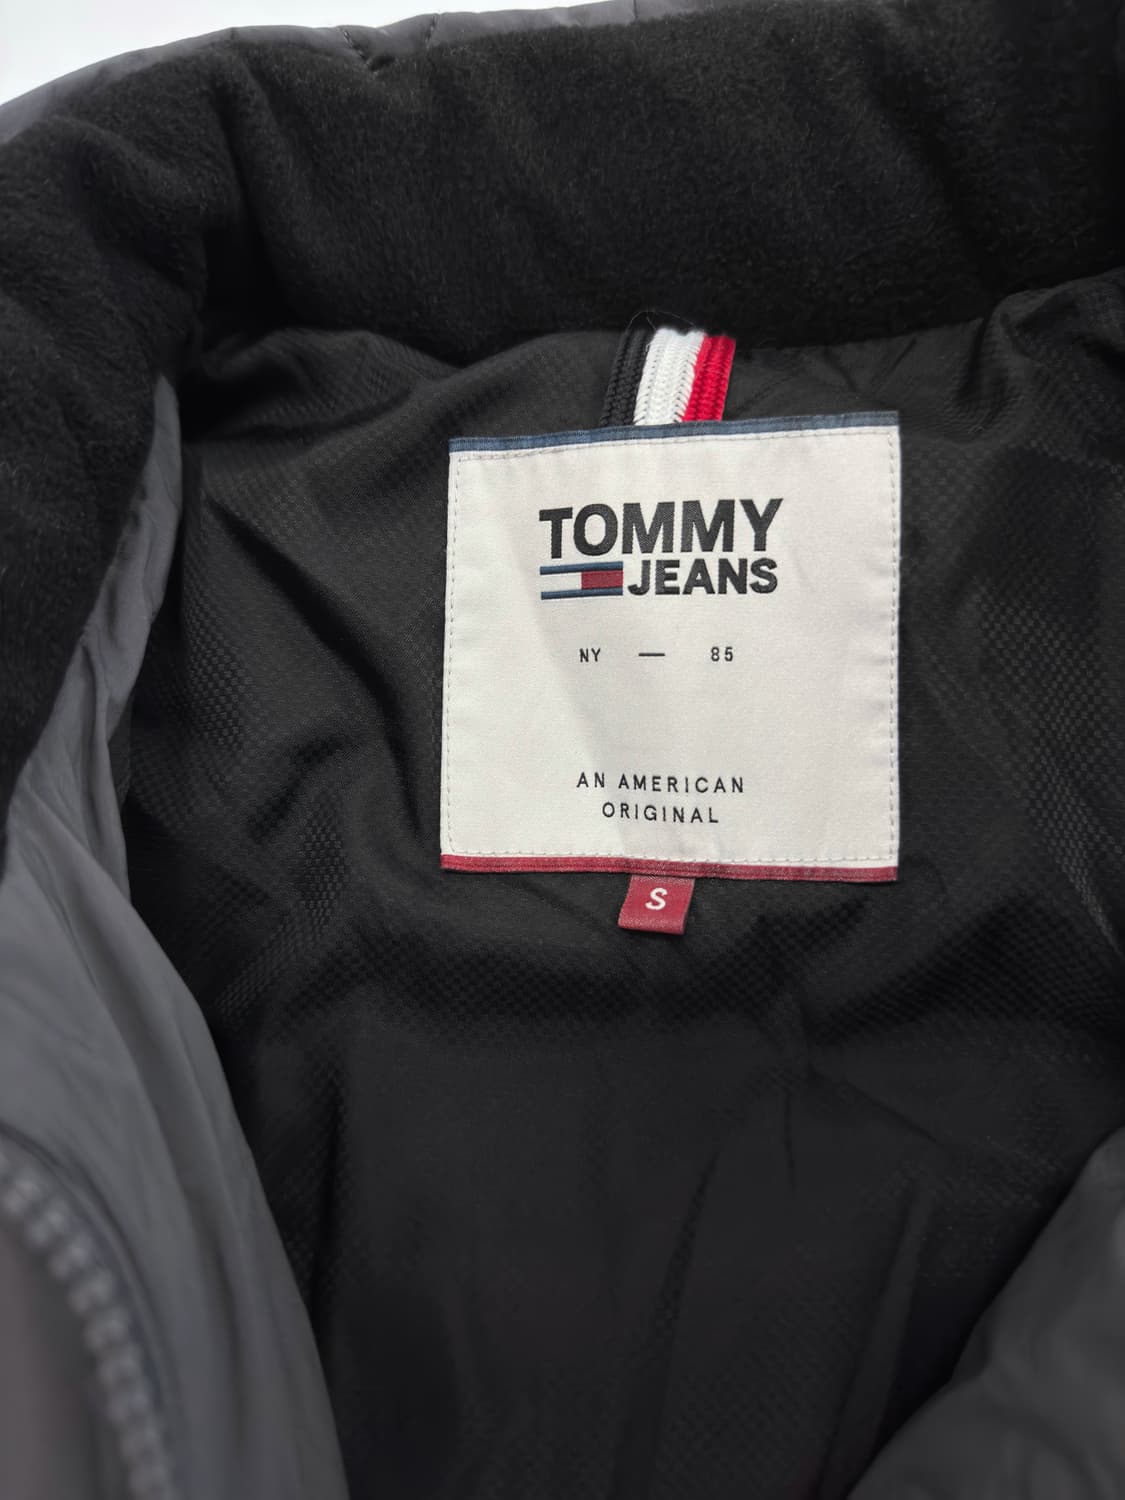 TOMMY
JEANS
NY — 85
AN AMERICAN
ORIGINAL
S